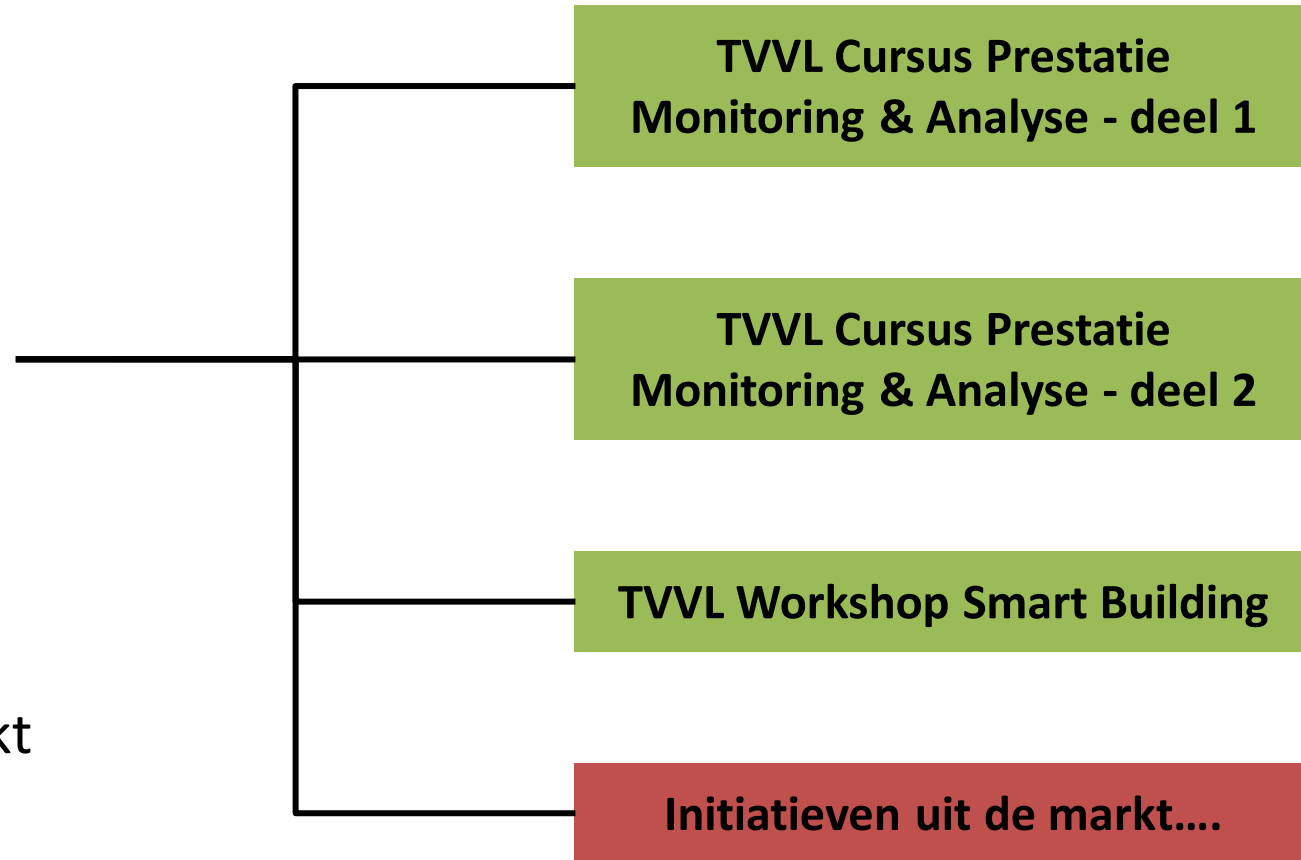 TVVL Cursus Prestatie
Monitoring & Analyse - deel 1
TVVL Cursus Prestatie
Monitoring & Analyse - deel 2
TVVL Workshop Smart Building
kt
Initiatieven uit de markt....